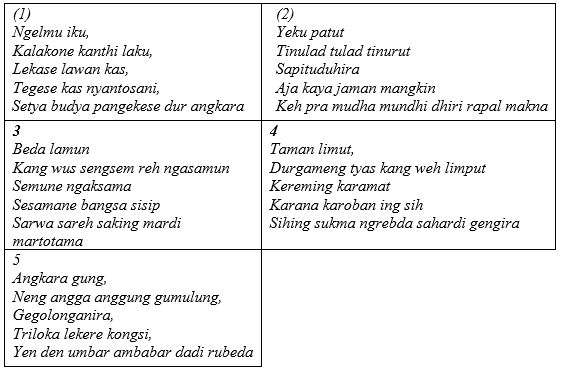 (1)
Ngelmu iku,
Kalakone kanthi laku,
Lekase lawan kas,
Tegese kas nyantosani,
Setya budya pangekese dur angkara
(2)
Yeku patut
Tinulad tulad tinurut
Sapituduhira
Aja kaya jaman mangkin
Keh pra mudha mundhi dhiri rapal makna
3
Beda lamun
Kang wus sengsem reh ngasamun
Semune ngaksama
Sesamane bangsa sisip
Sarwa sareh saking mardi
martotama
4
Taman limut,
Durgameng tyas kang weh limput
Kereming karamat
Karana karoban ing sih
Sihing sukma ngrebda sahardi gengira
5
Angkara gung,
Neng angga anggung gumulung,
Gegolonganira,
Triloka lekere kongsi,
Yen den umbar ambabar dadi rubeda